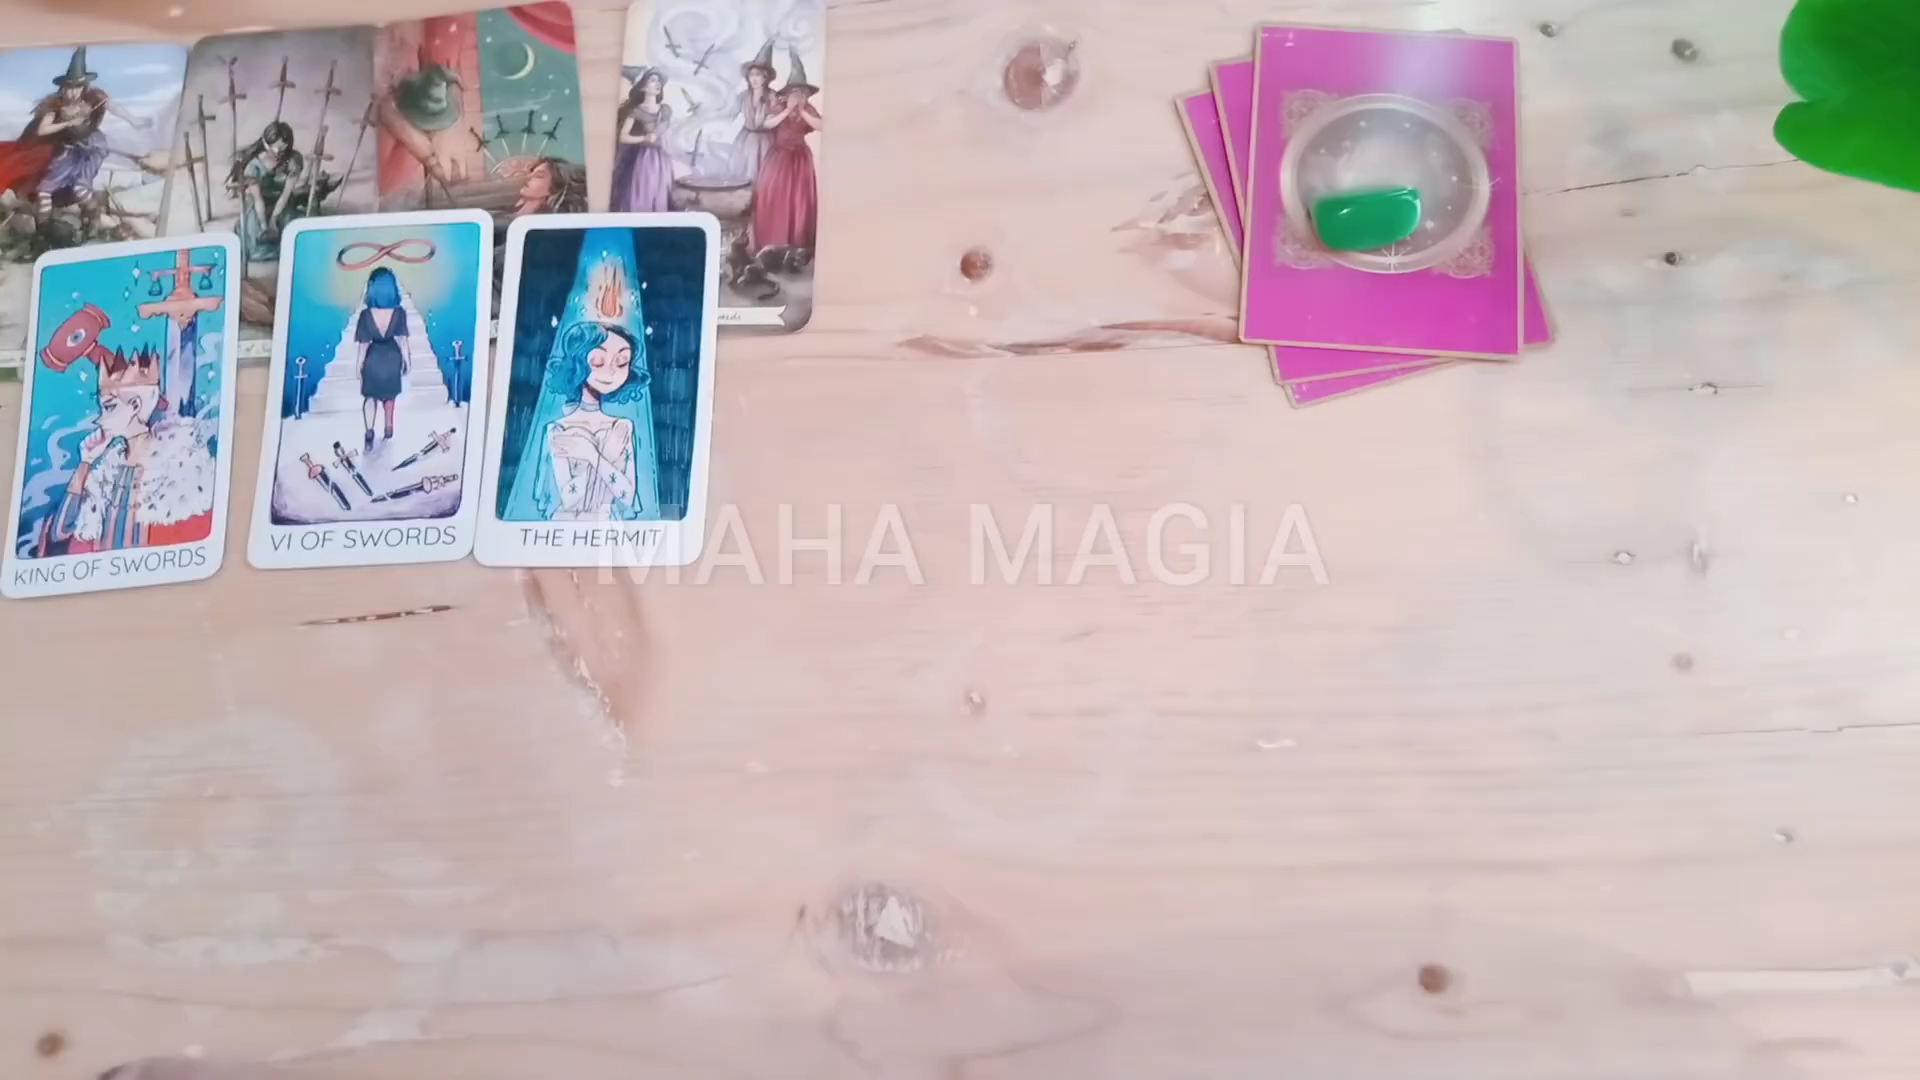 KING OF SWORDS
VI OF SWORDS
THE HERMIT
MAHA MAGIA